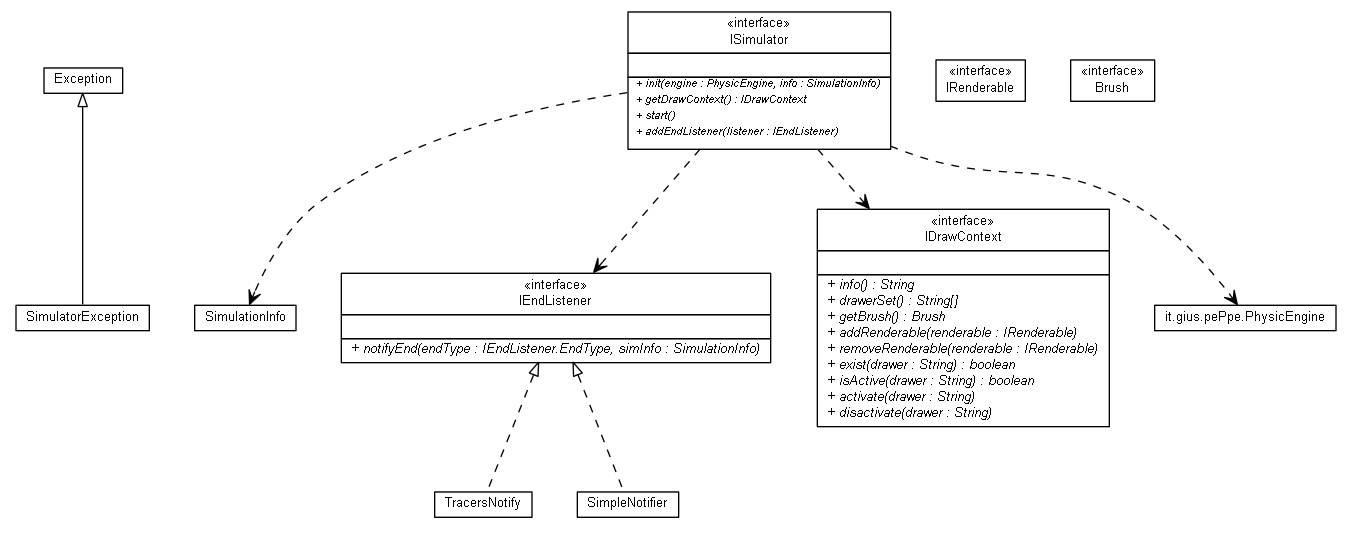 «interface»
ISimulator
+ init(engine : PhysicEngine, info : SimulationInfo)
+ getDrawContext() : IDrawContext
+ start()
+ addEndListener(listener : IEndListener)
«interface»
IRenderable
«interface»
Brush
Exception
SimulatorException
SimulationInfo
«interface»
IEndListener
+ notifyEnd(endType : IEndListener.EndType, simInfo : SimulationInfo)
«interface»
IDrawContext
+ info() : String
+ drawerSet() : String[]
+ getBrush() : Brush
+ addRenderable(renderable : IRenderable)
+ removeRenderable(renderable : IRenderable)
+ exist(drawer : String) : boolean
+ isActive(drawer : String) : boolean
+ activate(drawer : String)
+ disactivate(drawer : String)
it.gius.pePpe.PhysicEngine
TracersNotify
SimpleNotifier